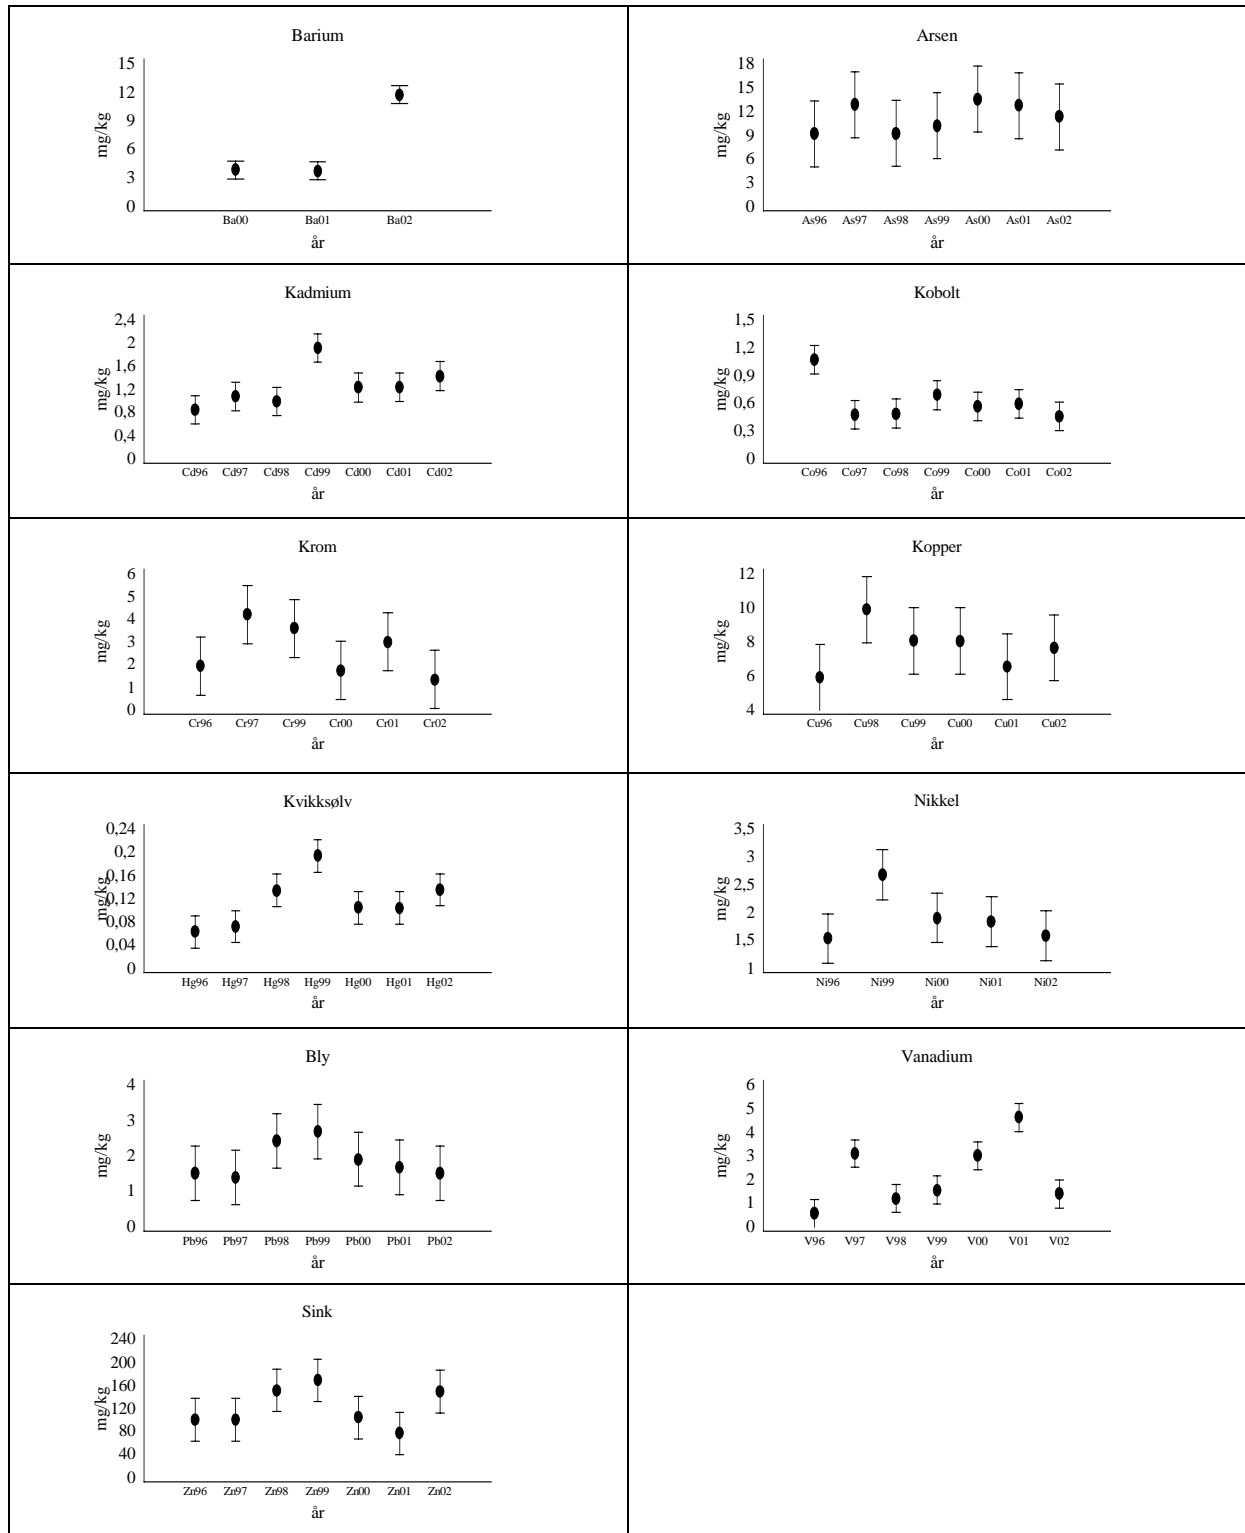 Barium
15
12
9
6
3
0
mg/kg
Ba00 Ba01 Ba02
år
Arsen
18
15
12
9
6
3
0
mg/kg
As96 As97 As98 As99 As00 As01 As02
år
Kadmium
2,4
2
1,6
1,2
0,8
0,4
0
mg/kg
Cd96 Cd97 Cd98 Cd99 Cd00 Cd01 Cd02
år
Kobolt
1,5
1,2
0,9
0,6
0,3
0
mg/kg
Co96 Co97 Co98 Co99 Co00 Co01 Co02
år
Krom
6
5
4
3
2
1
0
mg/kg
Cr96 Cr97 Cr99 Cr00 Cr01 Cr02
år
Kopper
12
10
8
6
4
mg/kg
Cu96 Cu98 Cu99 Cu00 Cu01 Cu02
år
Kvikksølv
0,24
0,2
0,16
0,12
0,08
0,04
0
mg/kg
Hg96 Hg97 Hg98 Hg99 Hg00 Hg01 Hg02
år
Nikkel
3,5
3
2,5
2
1,5
1
mg/kg
Ni96 Ni99 Ni00 Ni01 Ni02
år
Bly
4
3
2
1
0
mg/kg
Pb96 Pb97 Pb98 Pb99 Pb00 Pb01 Pb02
år
Vanadium
6
5
4
3
2
1
0
mg/kg
V96 V97 V98 V99 V00 V01 V02
år
Sink
240
200
160
120
80
40
0
mg/kg
Zn96 Zn97 Zn98 Zn99 Zn00 Zn01 Zn02
år